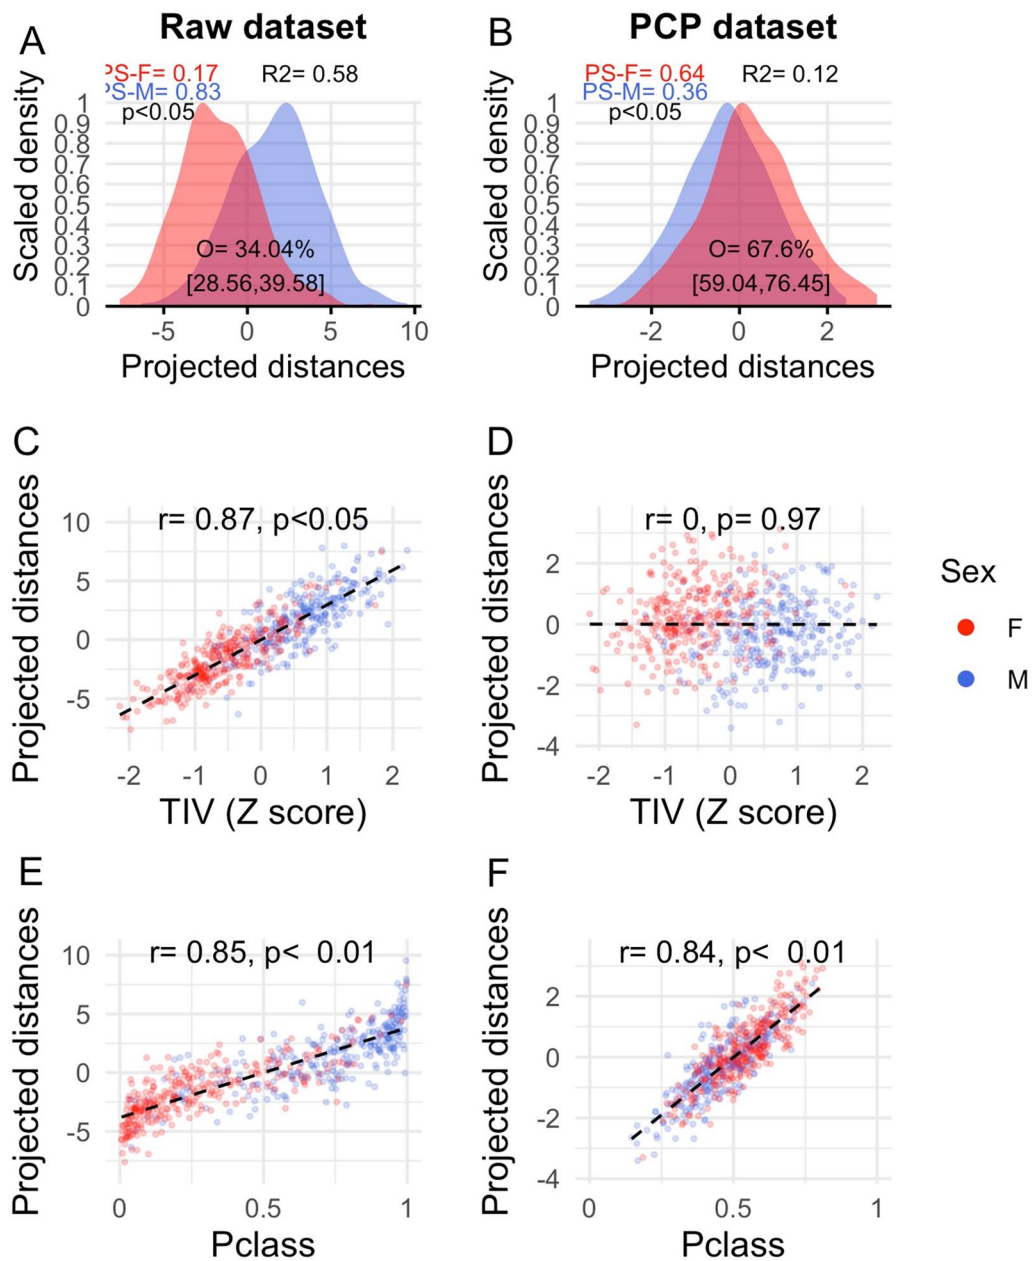 A
Raw dataset
PS-F= 0.17
PS-M= 0.83
p<0.05
R2= 0.58
Scaled density
1
0.9
0.8
0.7
0.6
0.5
0.4
0.3
0.2
0.1
0
O= 34.04%
[28.56,39.58]
-5 0 5 10
Projected distances
B
PCP dataset
PS-F= 0.64
PS-M= 0.36
p<0.05
R2= 0.12
Scaled density
1
0.9
0.8
0.7
0.6
0.5
0.4
0.3
0.2
0.1
0
O= 67.6%
[59.04,76.45]
-2 0 2
Projected distances
C
r= 0.87, p<0.05
Projected distances
10
5
0
-5
-2 -1 0 1 2
TIV (Z score)
D
r= 0, p= 0.97
Projected distances
2
0
-2
-4
-2 -1 0 1 2
TIV (Z score)
Sex
F
M
E
r= 0.85, p< 0.01
Projected distances
10
5
0
-5
0 0.5 1
Pclass
F
r= 0.84, p< 0.01
Projected distances
2
0
-2
-4
0 0.5 1
Pclass